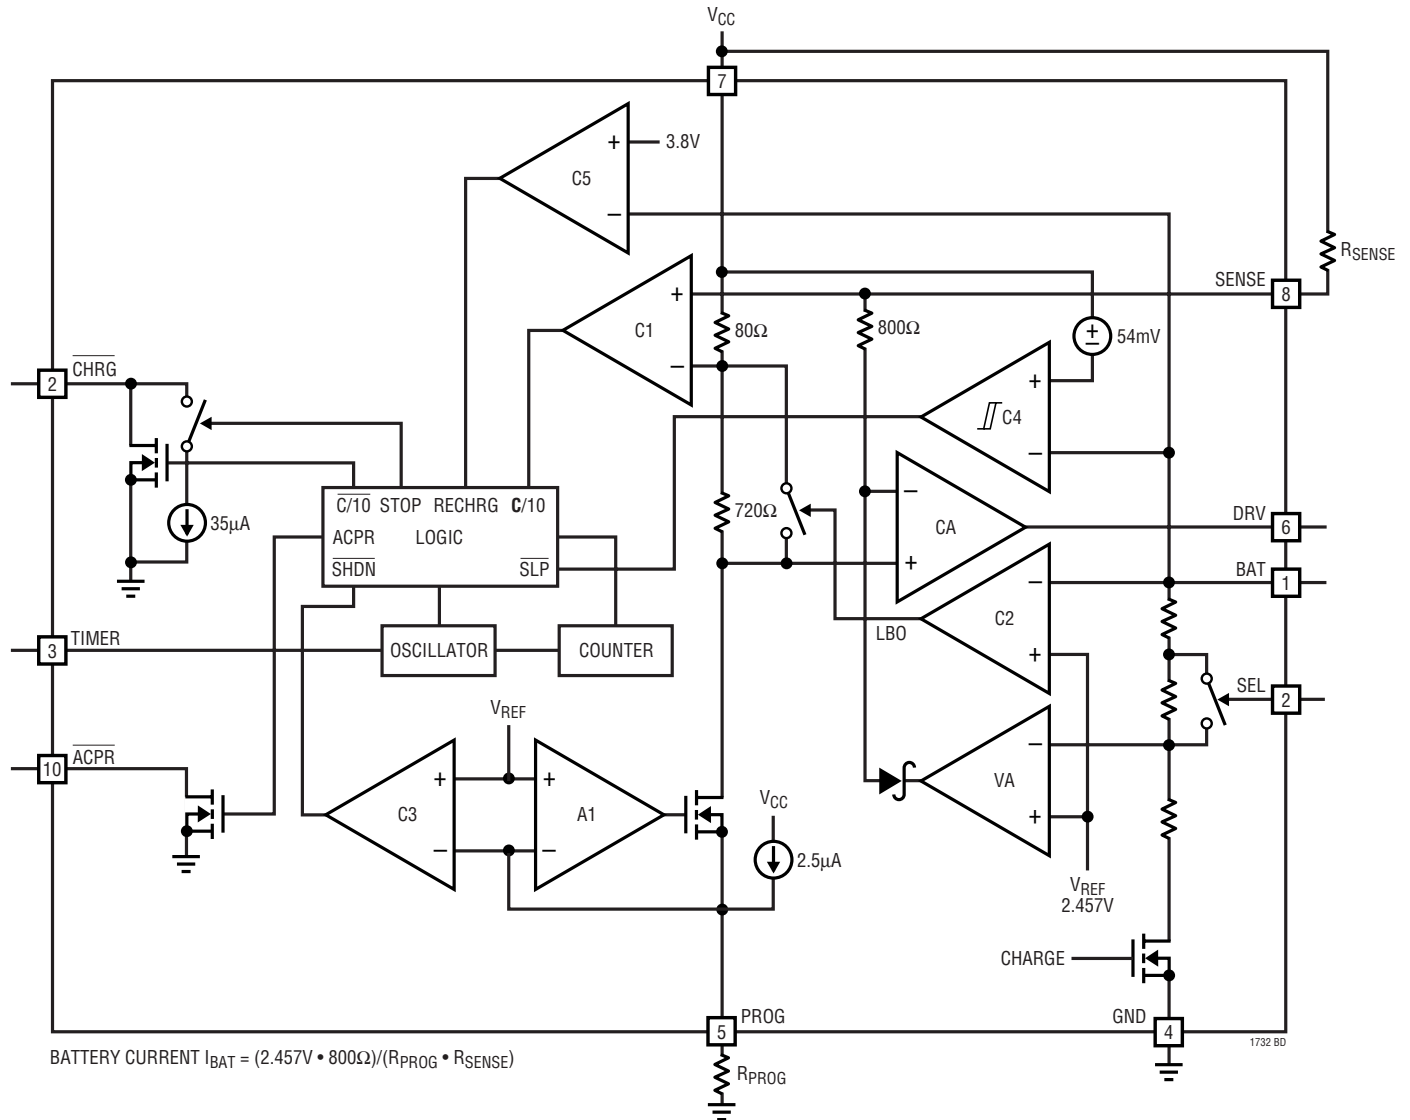 VCC
7
+
3.8V
C5
−
RSENSE
SENSE
8
+
C1
80Ω
800Ω
+
−
54mV
−
CHRG
2
+
C4
−
C/10 STOP RECHRG C/10
720Ω
−
CA
+
DRV
6
35µA
ACPR LOGIC
SHDN SLP
BAT
1
−
C2
+
LBO
TIMER
3
OSCILLATOR
COUNTER
SEL
2
VREF
ACPR
10
+
C3
−
+
A1
−
VCC
2.5µA
−
VA
+
VREF
2.457V
CHARGE
5
PROG
GND
4
1732 BD
BATTERY CURRENT IBAT = (2.457V • 800Ω)/(RPROG • RSENSE)
RPROG